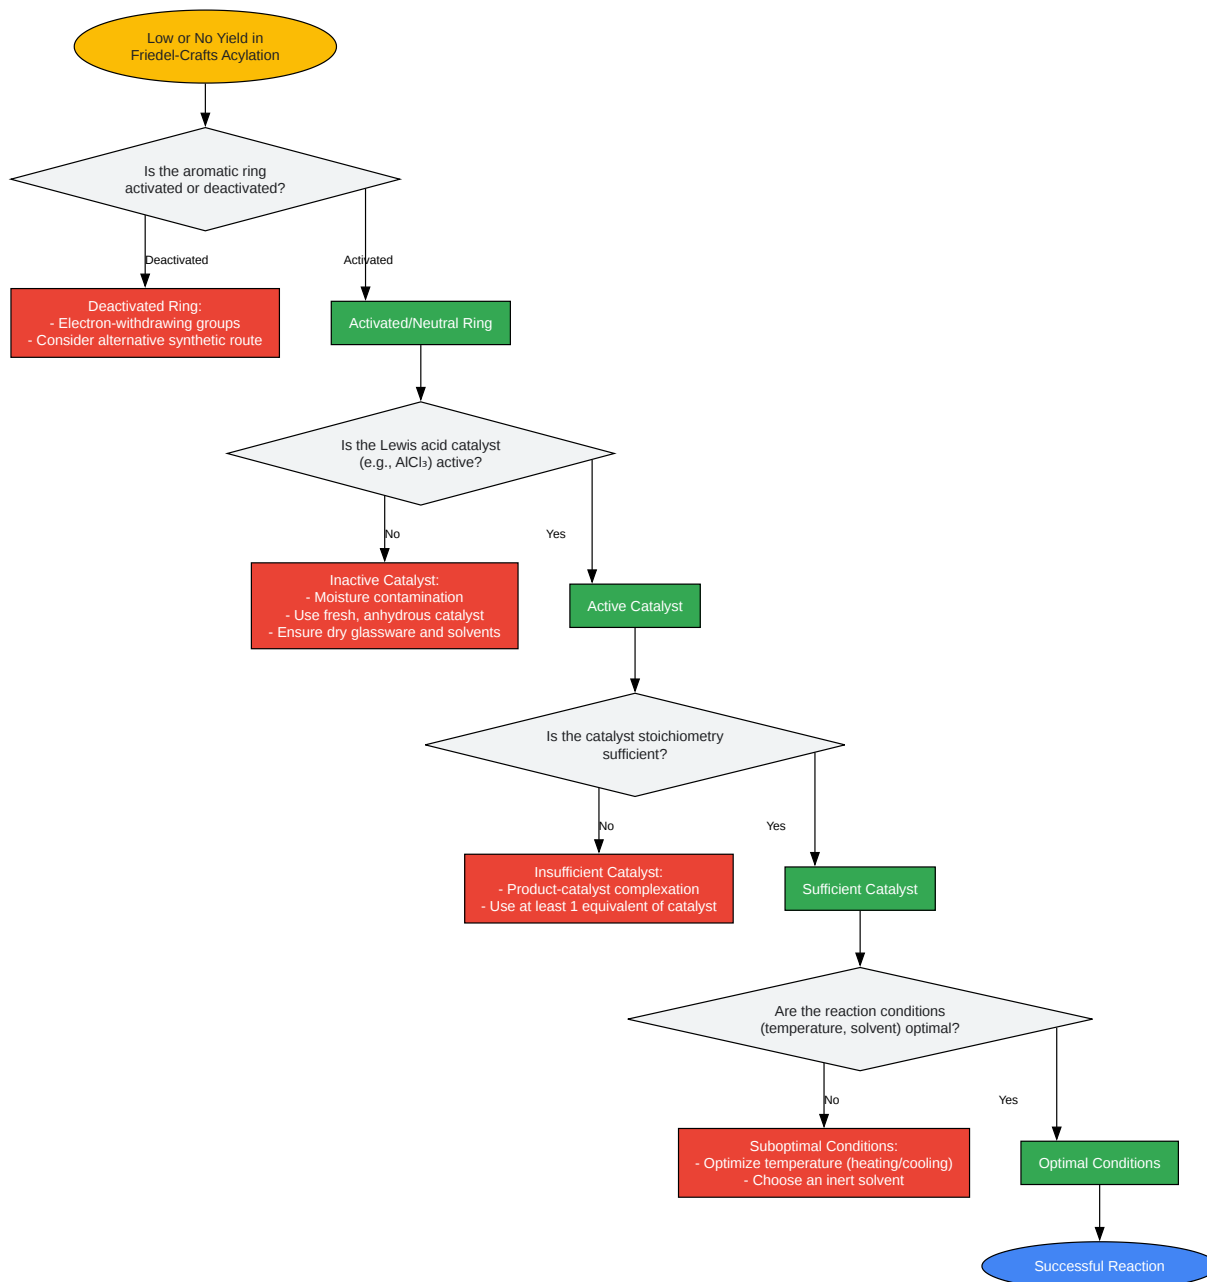 Low or No Yield in
Friedel-Crafts Acylation
Is the aromatic ring
activated or deactivated?
Deactivated
Activated
Deactivated Ring:
- Electron-withdrawing groups
- Consider alternative synthetic route
Activated/Neutral Ring
Is the Lewis acid catalyst
(e.g., AlCl₃) active?
No
Yes
Inactive Catalyst:
- Moisture contamination
- Use fresh, anhydrous catalyst
- Ensure dry glassware and solvents
Active Catalyst
Is the catalyst stoichiometry
sufficient?
No
Yes
Insufficient Catalyst:
- Product-catalyst complexation
- Use at least 1 equivalent of catalyst
Sufficient Catalyst
Are the reaction conditions
(temperature, solvent) optimal?
No
Yes
Suboptimal Conditions:
- Optimize temperature (heating/cooling)
- Choose an inert solvent
Optimal Conditions
Successful Reaction